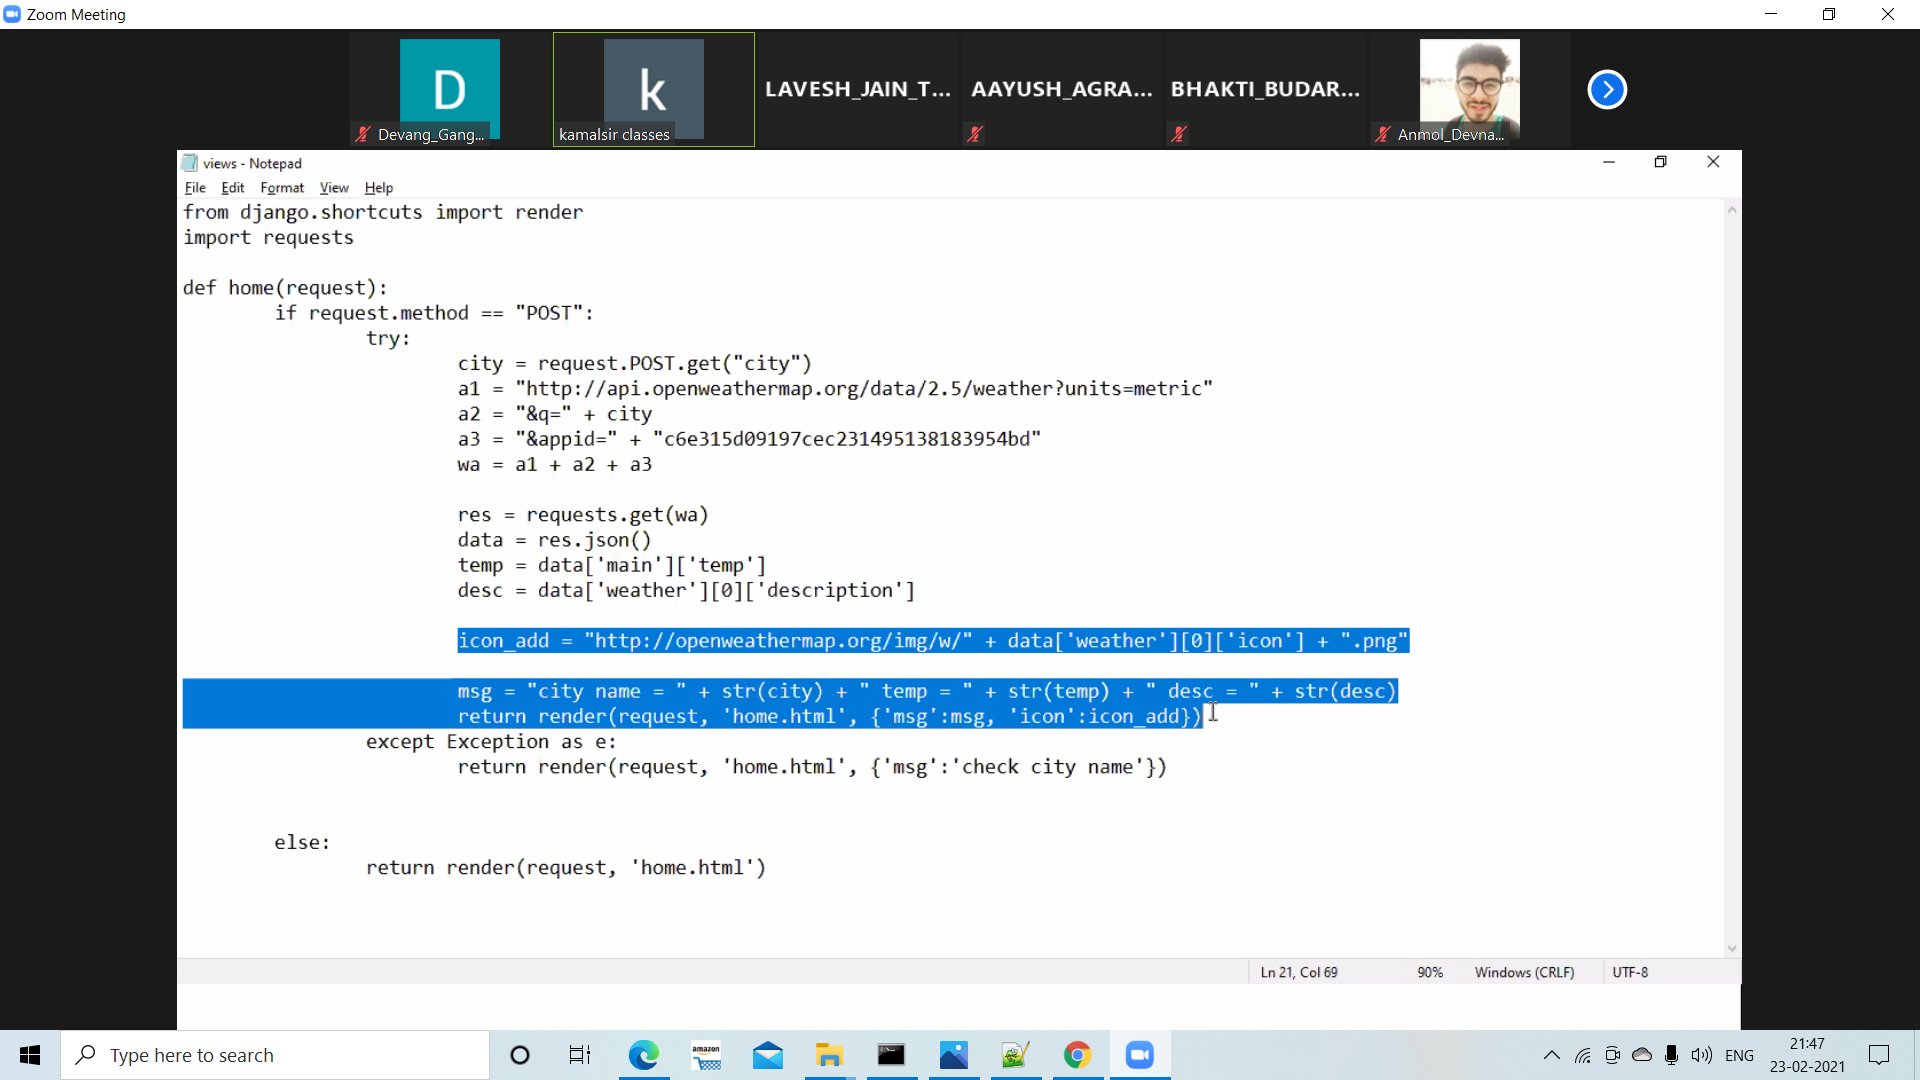 Zoom Meeting
D
k
LAVESH_JAIN_T...
AAYUSH_AGRA...
BHAKTI_BUDAR...
Devang_Gang...
kamalsir classes
Anmol_Devna...
views - Notepad
File Edit Format View Help
from django.shortcuts import render
import requests
def home(request):
if request.method == "POST":
try:
city = request.POST.get("city")
a1 = "http://api.openweathermap.org/data/2.5/weather?units=metric"
a2 = "&q=" + city
a3 = "&appid=" + "c6e315d09197cec231495138183954bd"
wa = a1 + a2 + a3
res = requests.get(wa)
data = res.json()
temp = data['main']['temp']
desc = data['weather'][0]['description']
icon_add = "http://openweathermap.org/img/w/" + data['weather'][0]['icon'] + ".png"
msg = "city name = " + str(city) + " temp = " + str(temp) + " desc = " + str(desc)
return render(request, 'home.html', {'msg':msg, 'icon':icon_add})
except Exception as e:
return render(request, 'home.html', {'msg':'check city name'})
else:
return render(request, 'home.html')
Ln 21, Col 69 90% Windows (CRLF) UTF-8
Type here to search
amazon
ENG
21:47
23-02-2021